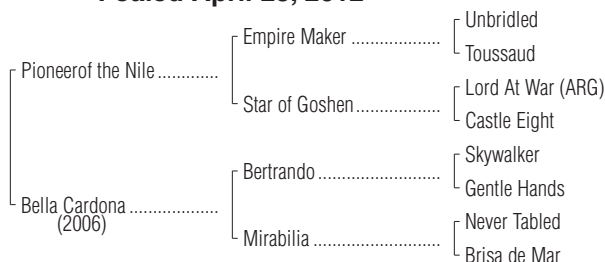 Foaled April 28, 2012
Unbridled
Empire Maker ....................
Toussaud
Pioneerof the Nile .............
Lord At War (ARG)
Star of Goshen ................
Castle Eight
Skywalker
Bertrando ........................
Gentle Hands
Bella Cardona ...................
(2006)
Never Tabled
Mirabilia .........................
Brisa de Mar